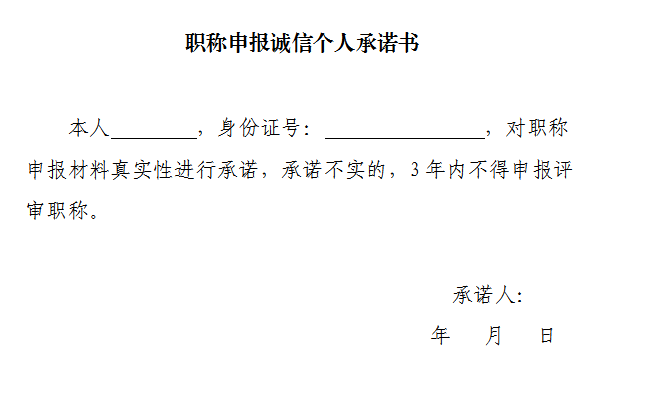 职称申报诚信个人承诺书
本人________，身份证号：_______________，对职称
申报材料真实性进行承诺，承诺不实的，3 年内不得申报评
审职称。
承诺人：
年 月 日